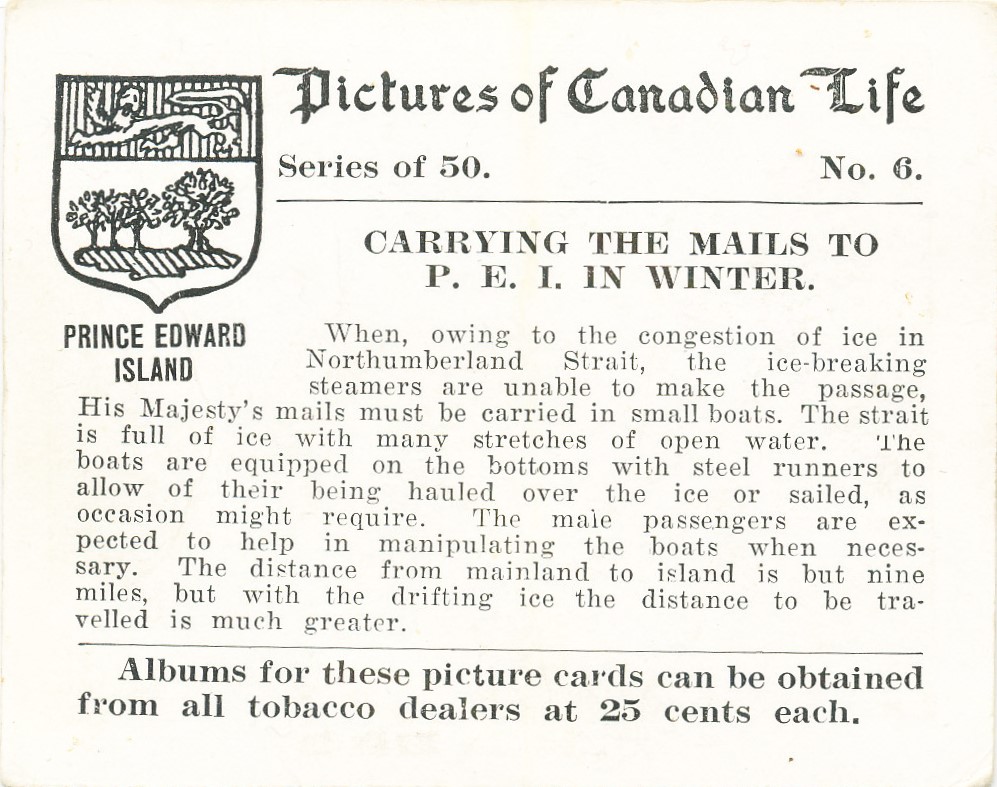 Pictures of Canadian Life
Series of 50. No. 6.
CARRYING THE MAILS TO
P. E. I. IN WINTER.
PRINCE EDWARD
ISLAND
When, owing to the congestion of ice in
Northumberland Strait, the ice-breaking
steamers are unable to make the passage,
His Majesty's mails must be carried in small boats. The strait
is full of ice with many stretches of open water. The
boats are equipped on the bottoms with steel runners to
allow of their being hauled over the ice or sailed, as
occasion might require. The male passengers are ex-
pected to help in manipulating the boats when neces-
sary. The distance from mainland to island is but nine
miles, but with the drifting ice the distance to be tra-
velled is much greater.
Albums for these picture cards can be obtained
from all tobacco dealers at 25 cents each.